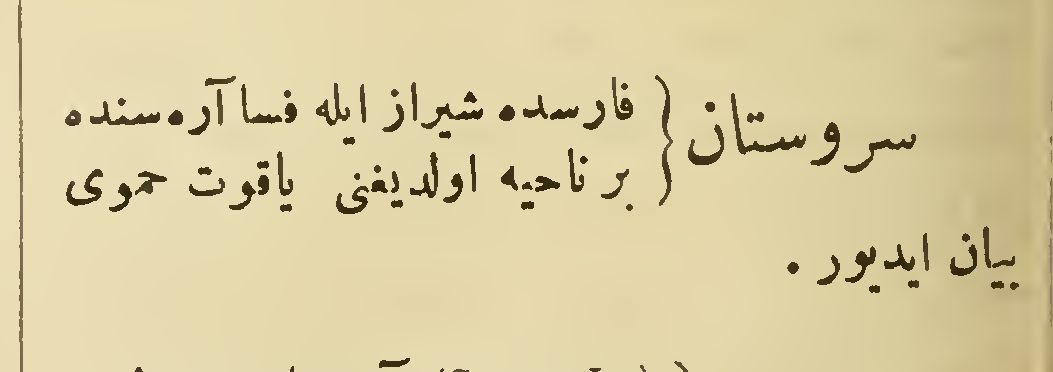 سروستان } فارسده شیراز ایله فسا آره سنده
بر ناحیه اولدیغنی یاقوت حموی
بیان ایدیور .